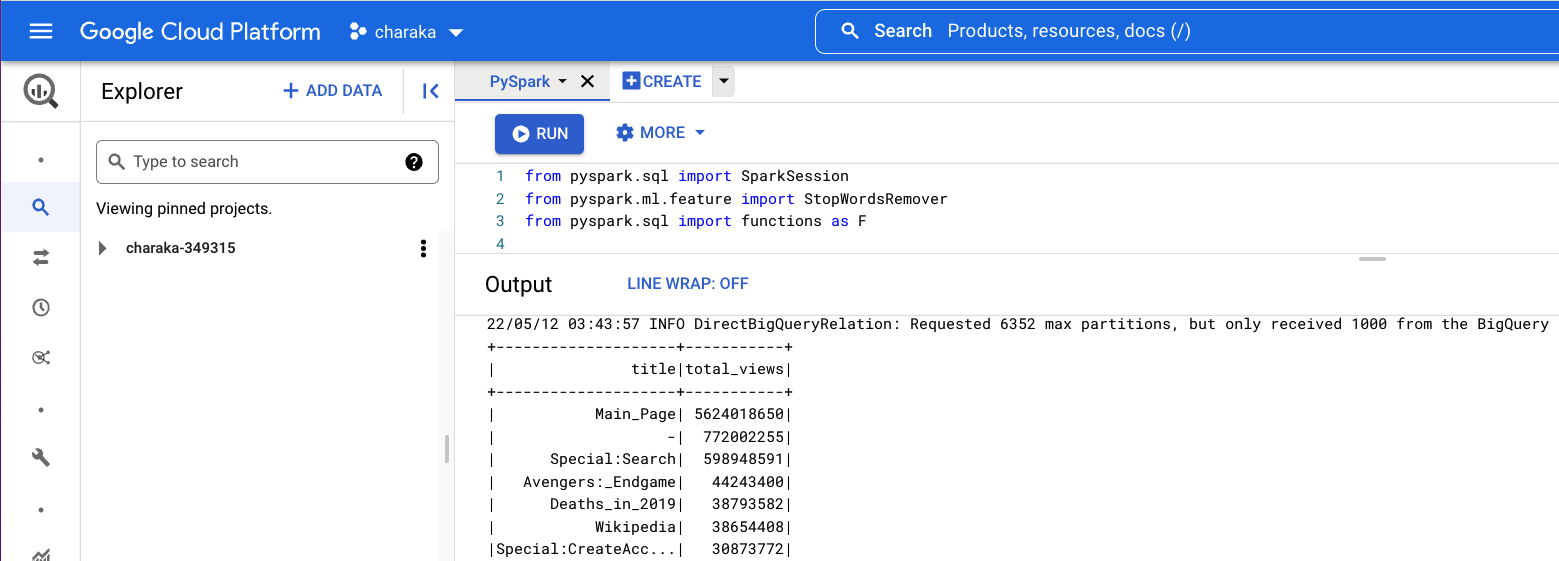 Google Cloud Platform charaka Search Products, resources, docs (/)
Explorer + ADD DATA
PySpark CREATE
RUN MORE
Type to search
Viewing pinned projects.
charaka-349315
1 from pyspark.sql import SparkSession
2 from pyspark.ml.feature import StopWordsRemover
3 from pyspark.sql import functions as F
4
Output LINE WRAP: OFF
22/05/12 03:43:57 INFO DirectBigQueryRelation: Requested 6352 max partitions, but only received 1000 from the BigQuery
+--------------------+-----------+
|               title|total_views|
+--------------------+-----------+
|           Main_Page| 5624018650|
|                   -|  772002255|
|      Special:Search|  598948591|
|   Avengers:_Endgame|   44243400|
|      Deaths_in_2019|   38793582|
|           Wikipedia|   38654408|
|Special:CreateAcc...|   30873772|